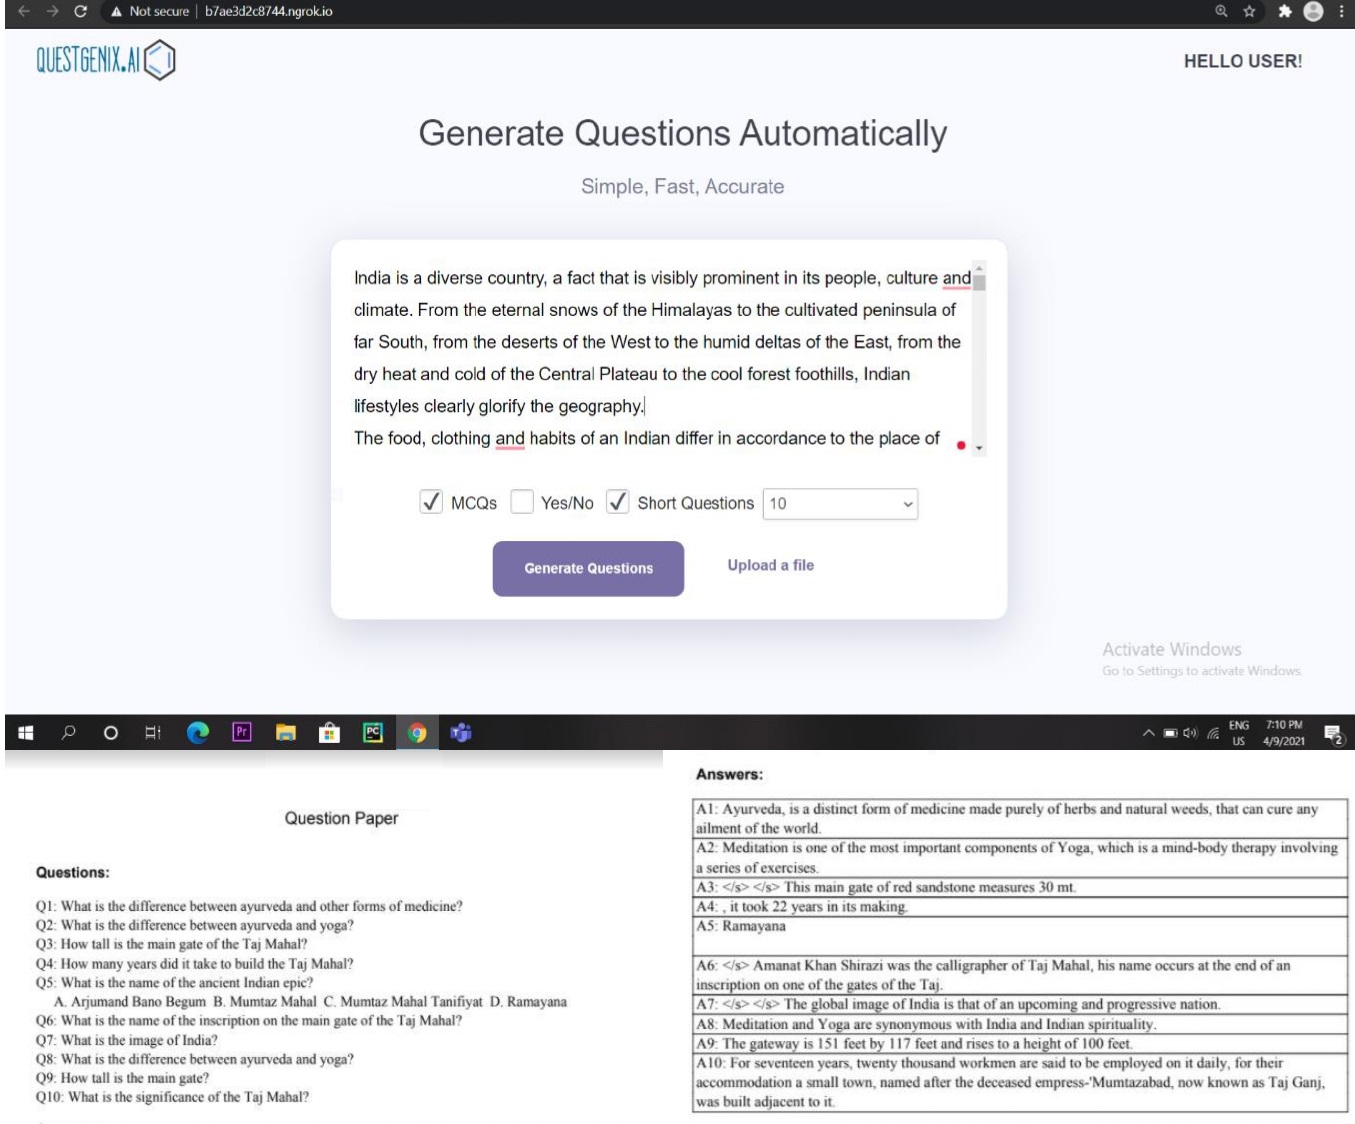 Not secure | b7ae3d2c8744.ngrok.io
QUESTGENIX.AI
HELLO USER!
Generate Questions Automatically
Simple, Fast, Accurate
India is a diverse country, a fact that is visibly prominent in its people, culture and
climate. From the eternal snows of the Himalayas to the cultivated peninsula of
far South, from the deserts of the West to the humid deltas of the East, from the
dry heat and cold of the Central Plateau to the cool forest foothills, Indian
lifestyles clearly glorify the geography.
The food, clothing and habits of an Indian differ in accordance to the place of
MCQs Yes/No Short Questions 10
Generate Questions Upload a file
Activate Windows
Go to Settings to activate Windows.
Pr
PC
ENG 7:10 PM
US 4/9/2021
2
Question Paper
Questions:
Q1: What is the difference between ayurveda and other forms of medicine?
Q2: What is the difference between ayurveda and yoga?
Q3: How tall is the main gate of the Taj Mahal?
Q4: How many years did it take to build the Taj Mahal?
Q5: What is the name of the ancient Indian epic?
A. Arjumand Bano Begum B. Mumtaz Mahal C. Mumtaz Mahal Tanifiyat D. Ramayana
Q6: What is the name of the inscription on the main gate of the Taj Mahal?
Q7: What is the image of India?
Q8: What is the difference between ayurveda and yoga?
Q9: How tall is the main gate?
Q10: What is the significance of the Taj Mahal?
Answers:
A1: Ayurveda, is a distinct form of medicine made purely of herbs and natural weeds, that can cure any
ailment of the world.
A2: Meditation is one of the most important components of Yoga, which is a mind-body therapy involving
a series of exercises.
A3: </s> </s> This main gate of red sandstone measures 30 mt.
A4: , it took 22 years in its making.
A5: Ramayana
A6: </s> Amanat Khan Shirazi was the calligrapher of Taj Mahal, his name occurs at the end of an
inscription on one of the gates of the Taj.
A7: </s> </s> The global image of India is that of an upcoming and progressive nation.
A8: Meditation and Yoga are synonymous with India and Indian spirituality.
A9: The gateway is 151 feet by 117 feet and rises to a height of 100 feet.
A10: For seventeen years, twenty thousand workmen are said to be employed on it daily, for their
accommodation a small town, named after the deceased empress-'Mumtazabad, now known as Taj Ganj,
was built adjacent to it.